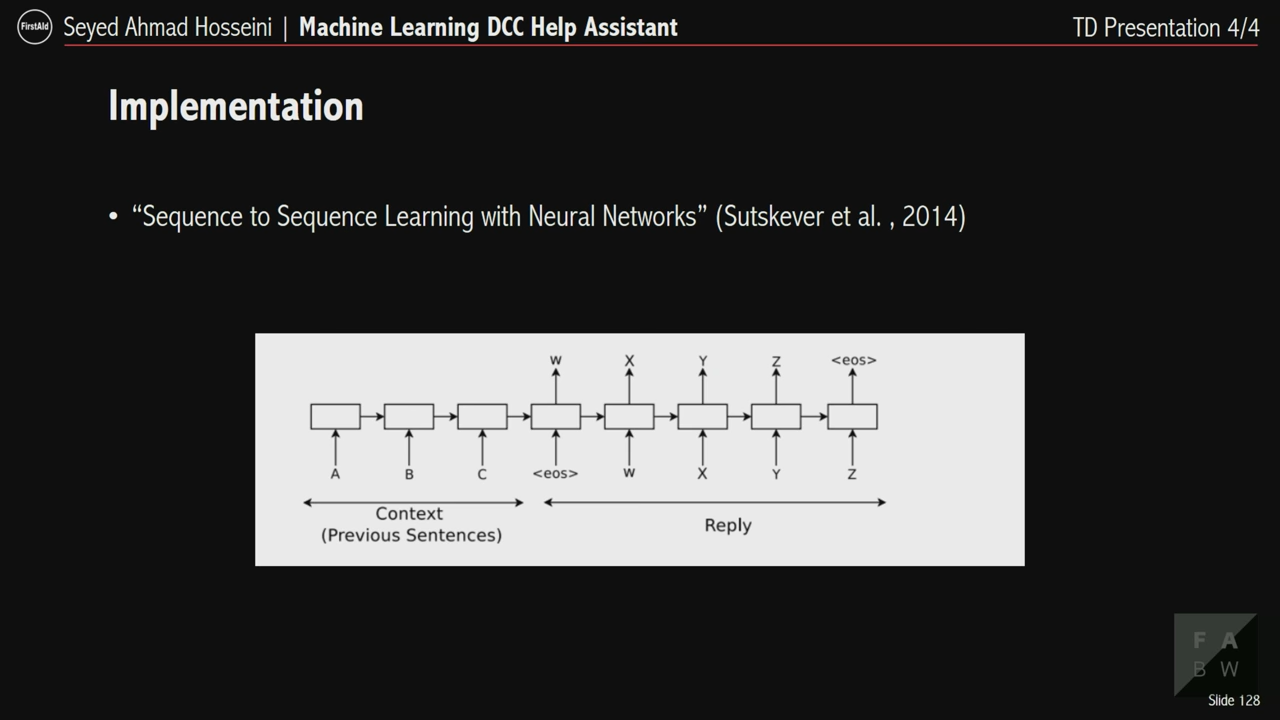 FirstAId Seyed Ahmad Hosseini | Machine Learning DCC Help Assistant TD Presentation 4/4
Implementation
• “Sequence to Sequence Learning with Neural Networks” (Sutskever et al. , 2014)
W X Y Z <eos>
A B C <eos> W X Y Z
Context
(Previous Sentences)
Reply
F A
B W
Slide 128